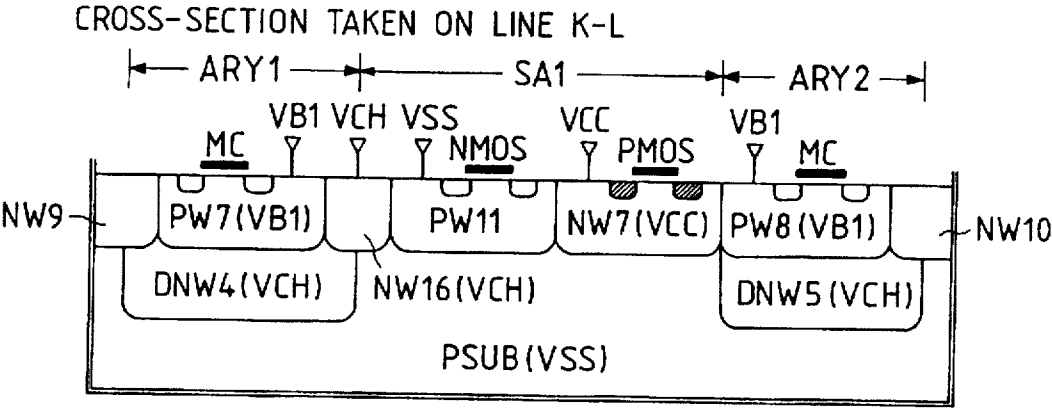 CROSS-SECTION TAKEN ON LINE K-L
ARY1 SA1 ARY2
VB1 VCH VSS VCC VB1
MC NMOS PMOS MC
NW9 PW7(VB1) PW11 NW7(VCC) PW8(VB1) NW10
DNW4(VCH) NW16(VCH) DNW5(VCH)
PSUB(VSS)